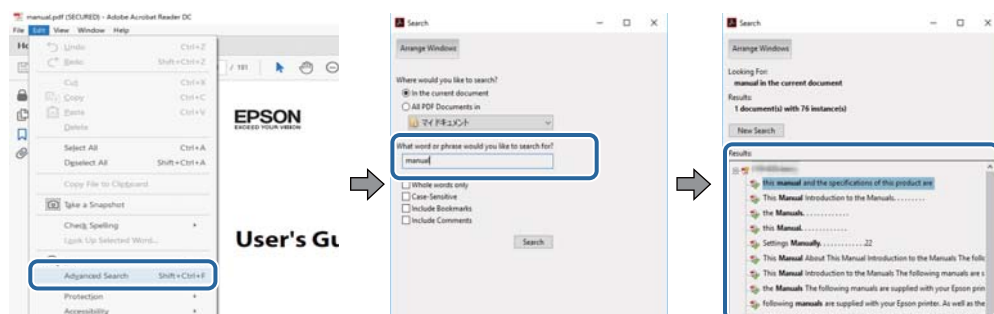 manual.pdf (SECURED) - Adobe Acrobat Reader DC
File Edit View Window Help
Undo Ctrl+Z
Redo Shift+Ctrl+Z
Cut Ctrl+X
Copy Ctrl+C
Paste Ctrl+V
Delete
Select All Ctrl+A
Deselect All Shift+Ctrl+A
Copy File to Clipboard
Take a Snapshot
Check Spelling
Look Up Selected Word...
Advanced Search Shift+Ctrl+F
Protection
Accessibility
/ 181
EPSON
EXCEED YOUR VISION
User's Gu
Search
Arrange Windows
Where would you like to search?
In the current document
All PDF Documents in
マイ ドキュメント
What word or phrase would you like to search for?
manual
Whole words only
Case-Sensitive
Include Bookmarks
Include Comments
Search
Search
Arrange Windows
Looking For:
manual in the current document
Results:
1 document(s) with 76 instance(s)
New Search
Results:
this manual and the specifications of this product are
This Manual Introduction to the Manuals. . . . . . . . .
the Manuals. . . . . . . . . . . .
this Manual. . . . . . . . . . . .
Settings Manually. . . . . . . . . . . .22
This Manual About This Manual Introduction to the Manuals The follo
This Manual Introduction to the Manuals The following manuals are s
the Manuals The following manuals are supplied with your Epson prin
following manuals are supplied with your Epson printer. As well as the